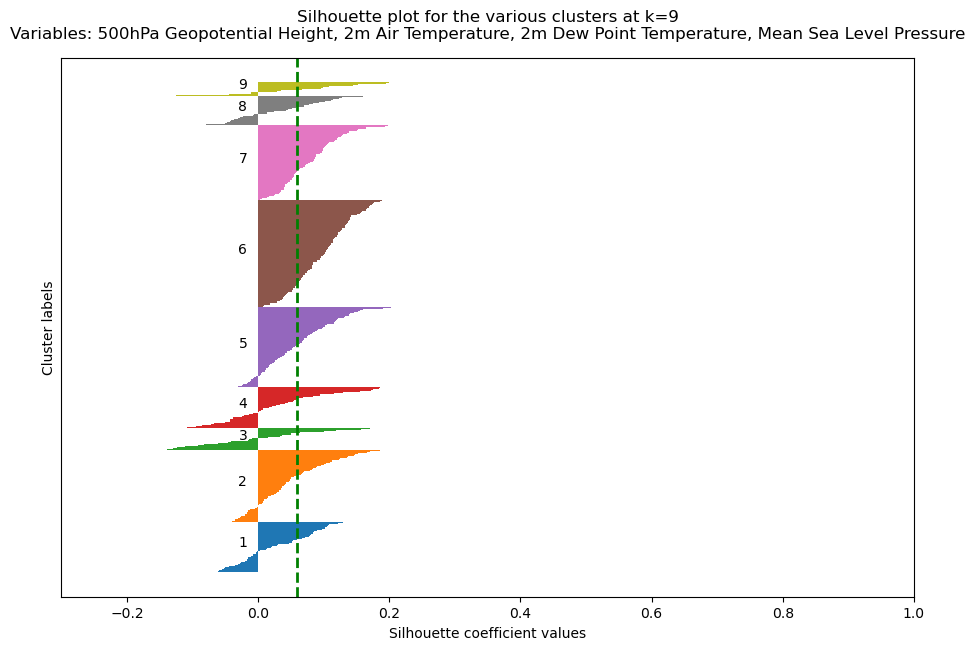 Silhouette plot for the various clusters at k=9
Variables: 500hPa Geopotential Height, 2m Air Temperature, 2m Dew Point Temperature, Mean Sea Level Pressure
9
8
7
6
5
4
3
2
1
Cluster labels
−0.2 0.0 0.2 0.4 0.6 0.8 1.0
Silhouette coefficient values